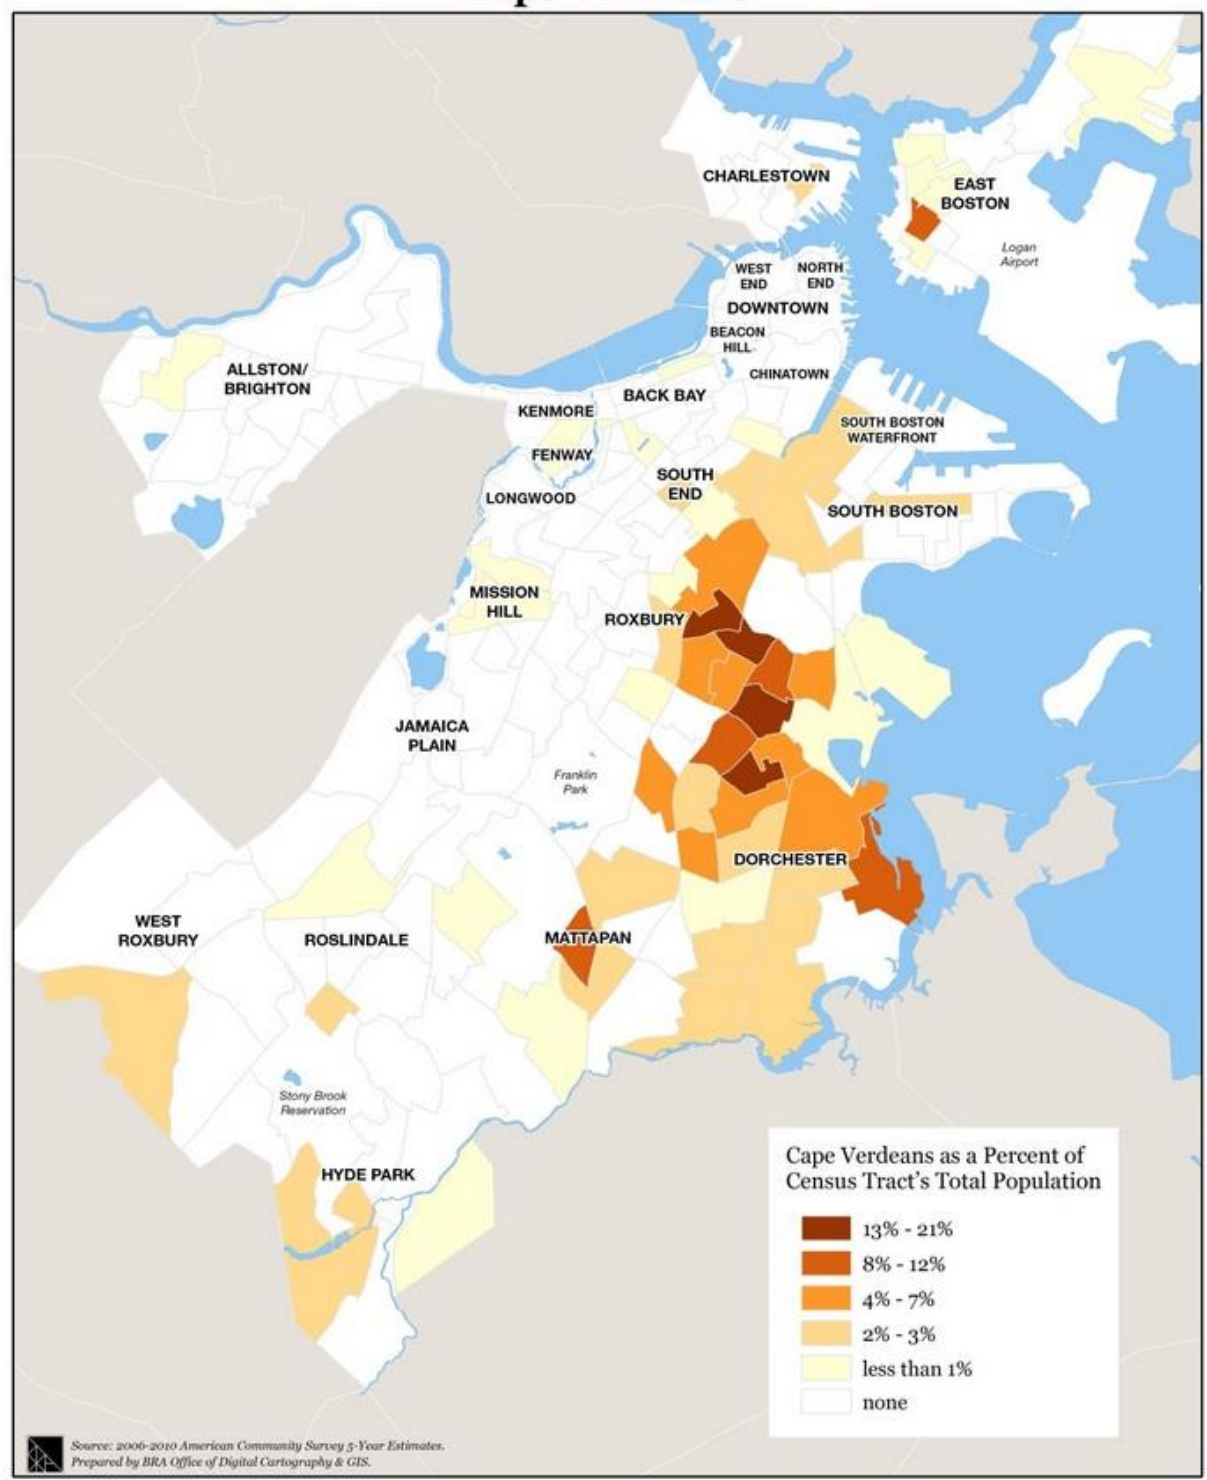 CHARLESTOWN
EAST
BOSTON
Logan
Airport
WEST
END
NORTH
END
DOWNTOWN
BEACON
HILL
CHINATOWN
ALLSTON/
BRIGHTON
BACK BAY
KENMORE
SOUTH BOSTON
WATERFRONT
FENWAY
SOUTH
END
LONGWOOD
SOUTH BOSTON
MISSION
HILL
ROXBURY
JAMAICA
PLAIN
Franklin
Park
DORCHESTER
WEST
ROXBURY
ROSLINDALE
MATTAPAN
Stony Brook
Reservation
HYDE PARK
Cape Verdeans as a Percent of
Census Tract's Total Population
13% - 21%
8% - 12%
4% - 7%
2% - 3%
less than 1%
none
Source: 2006-2010 American Community Survey 5-Year Estimates.
Prepared by BRA Office of Digital Cartography & GIS.